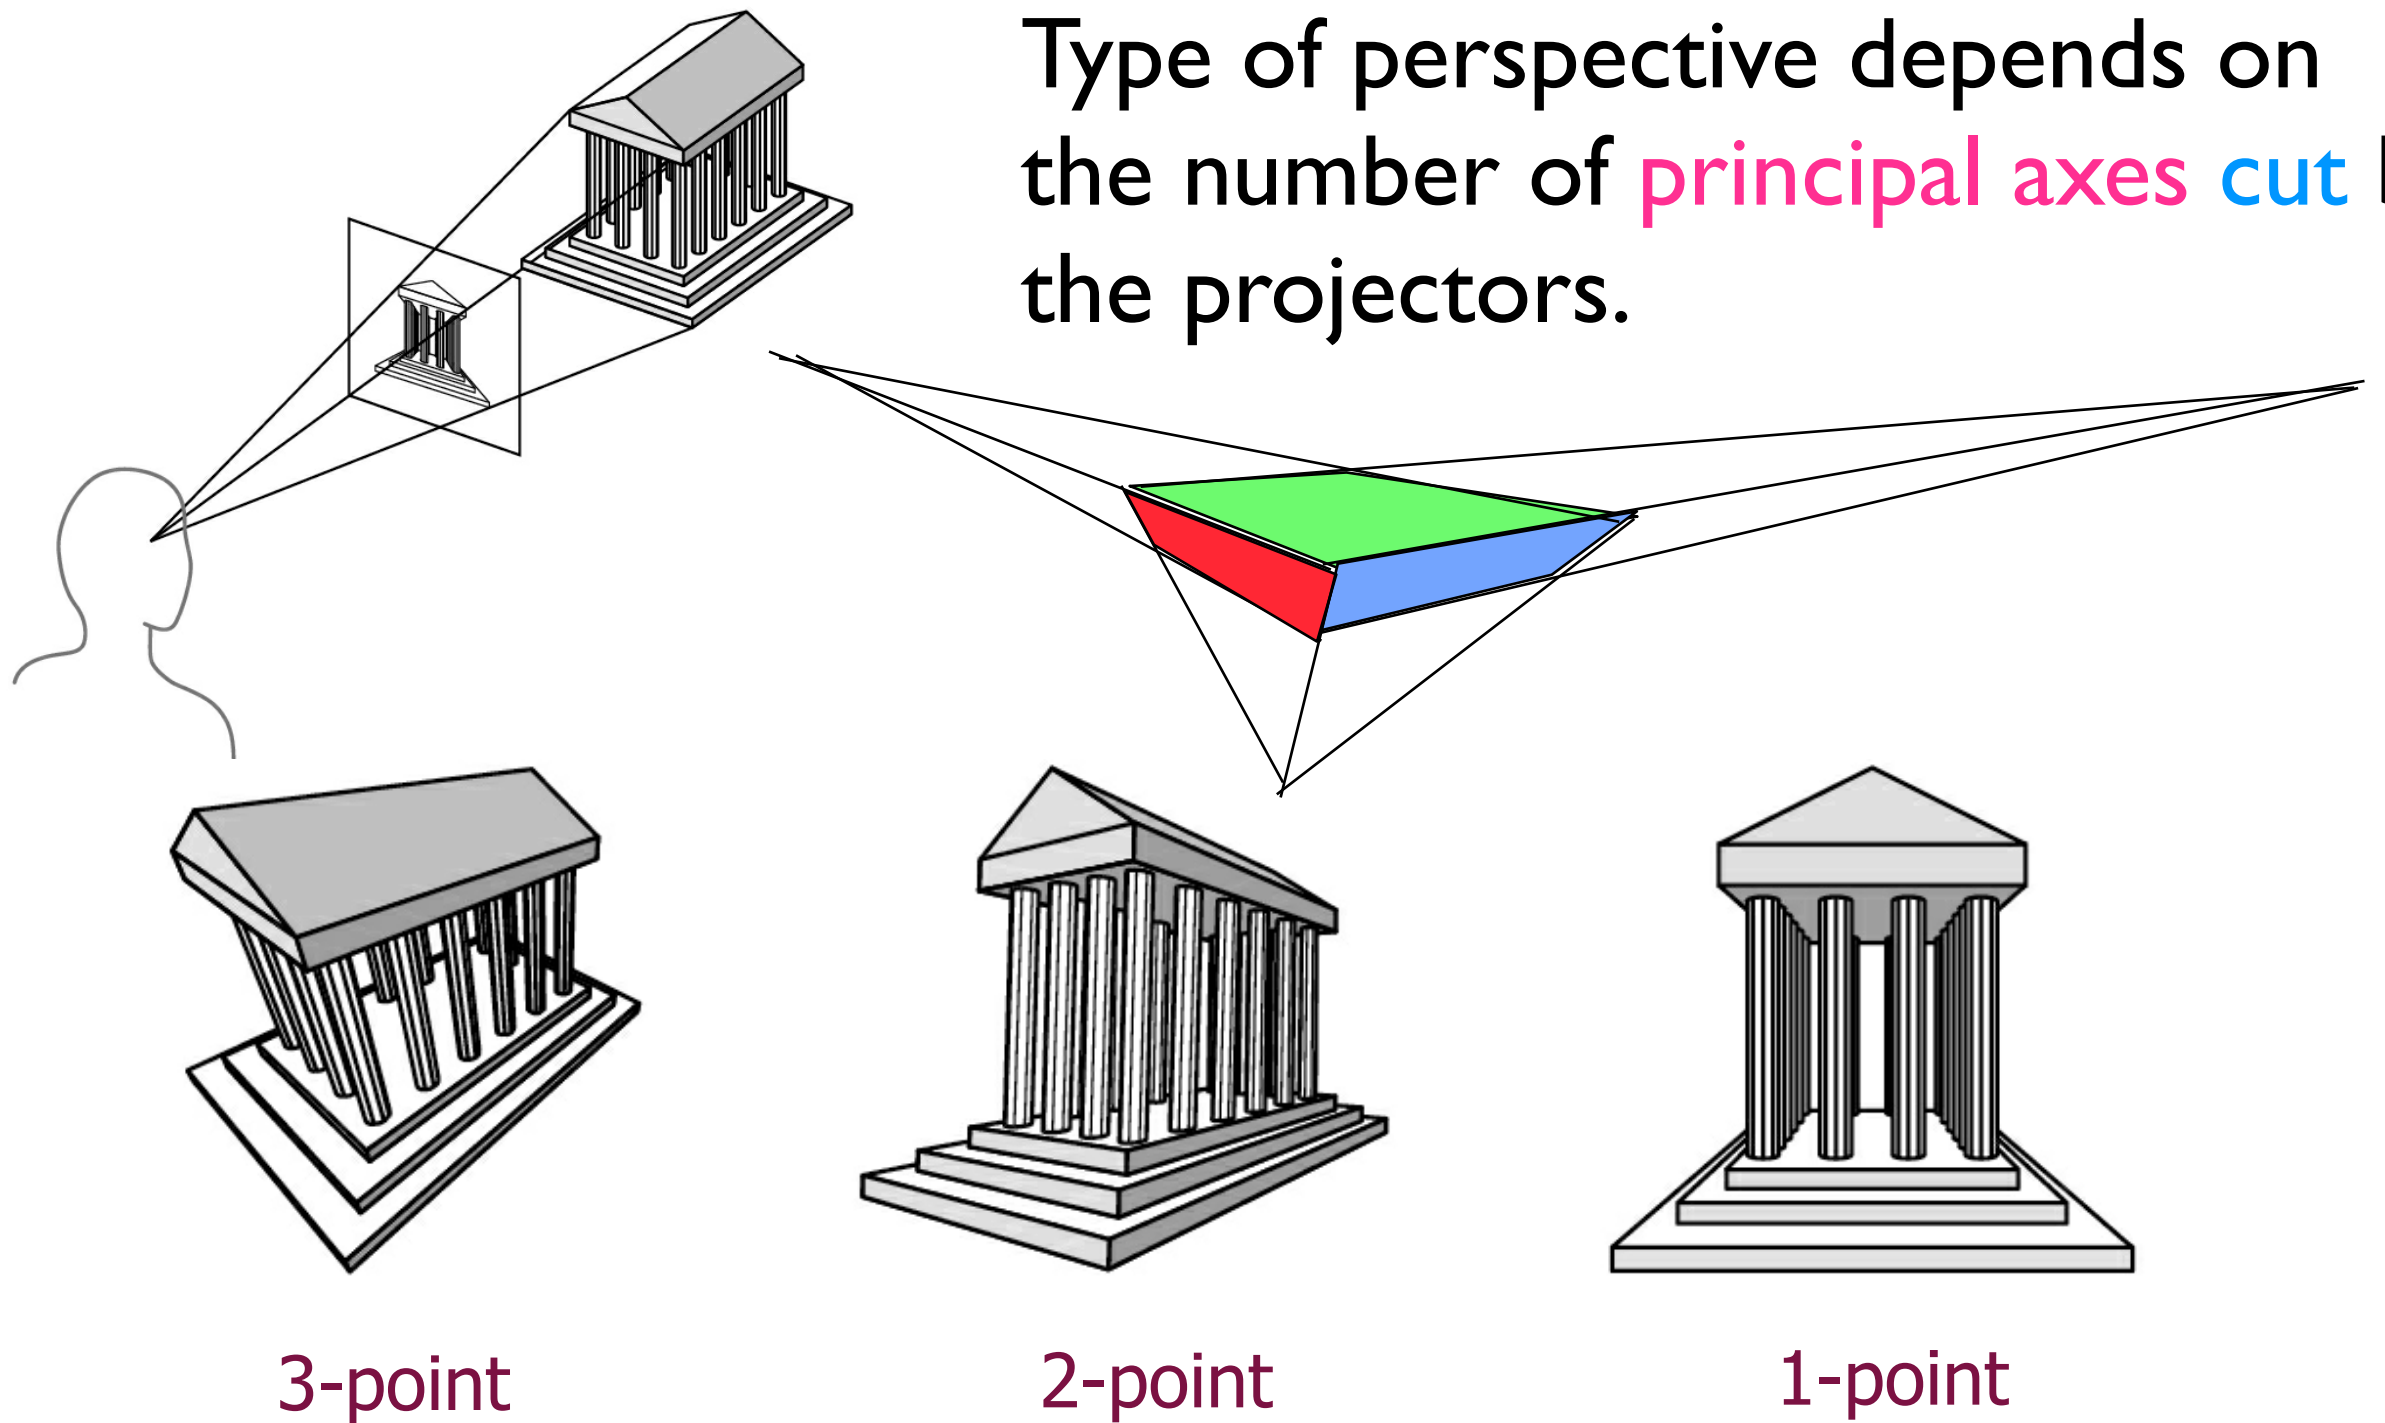 Type of perspective depends on
the number of principal axes cut
the projectors.
3-point
2-point
1-point